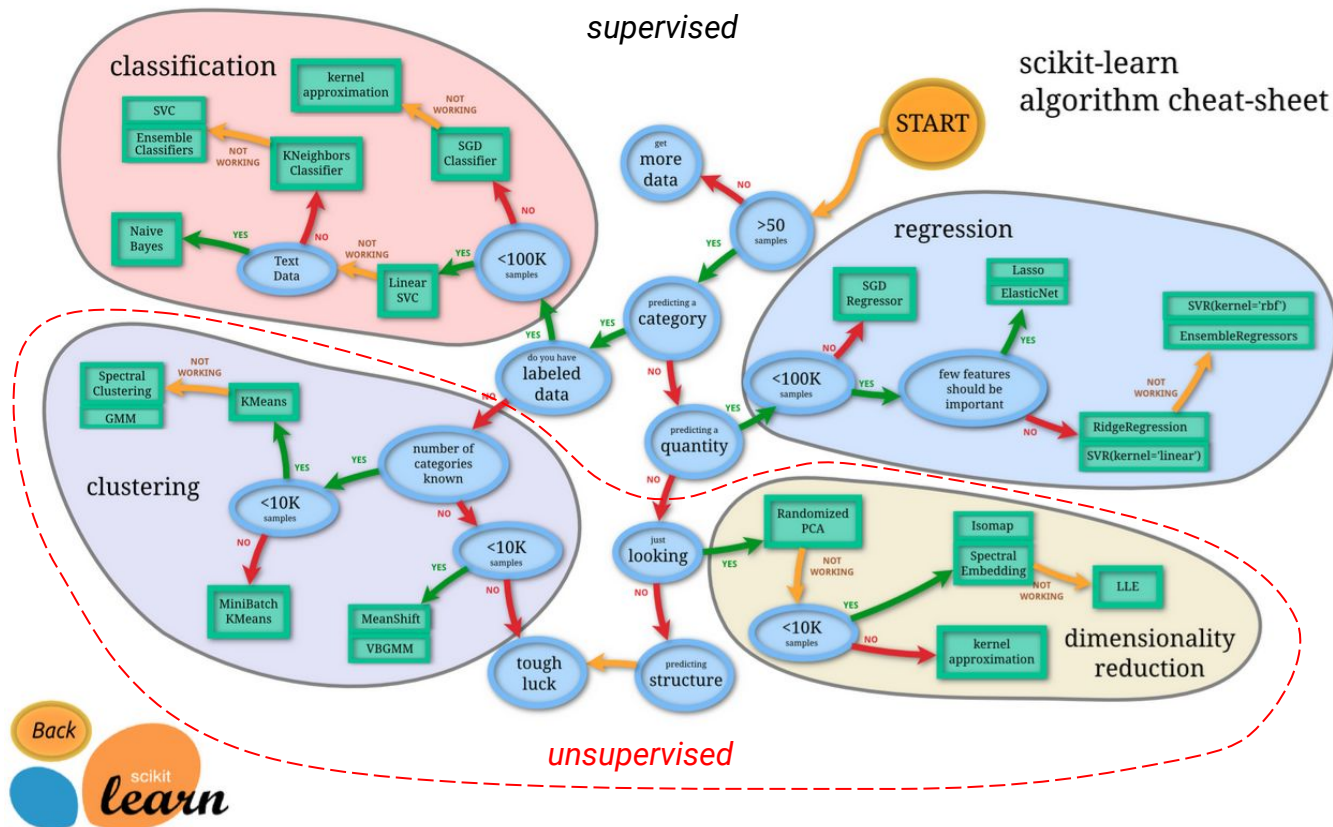 supervised
scikit-learn
algorithm cheat-sheet
START
classification
kernel
approximation
NOT
WORKING
SVC
Ensemble
Classifiers
NOT
WORKING
KNeighbors
Classifier
SGD
Classifier
NO
NO
Naive
Bayes
YES
Text
Data
NOT
WORKING
Linear
SVC
YES
<100K
samples
YES
get
more
data
NO
>50
samples
YES
predicting a
category
YES
NO
do you have
labeled
data
NO
predicting a
quantity
YES
NO
regression
SGD
Regressor
NO
Lasso
ElasticNet
YES
SVR(kernel='rbf')
EnsembleRegressors
NOT
WORKING
<100K
samples
YES
few features
should be
important
NO
RidgeRegression
SVR(kernel='linear')
clustering
Spectral
Clustering
GMM
NOT
WORKING
KMeans
YES
number of
categories
known
YES
NO
<10K
samples
NO
MiniBatch
KMeans
<10K
samples
YES
NO
MeanShift
VBGMM
tough
luck
just
looking
YES
NO
predicting
structure
Randomized
PCA
NOT
WORKING
<10K
samples
YES
NO
Isomap
Spectral
Embedding
NOT
WORKING
LLE
kernel
approximation
dimensionality
reduction
unsupervised
Back
scikit
learn